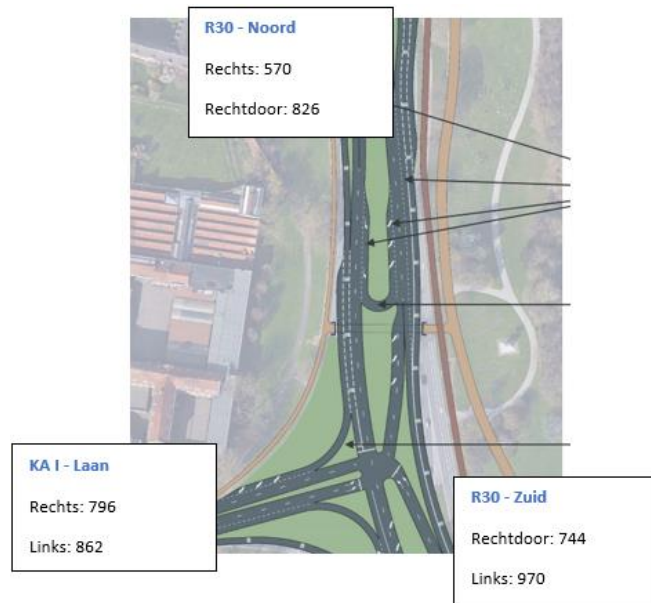 R30 - Noord
Rechts: 570
Rechtdoor: 826
KA I - Laan
Rechts: 796
Links: 862
R30 - Zuid
Rechtdoor: 744
Links: 970